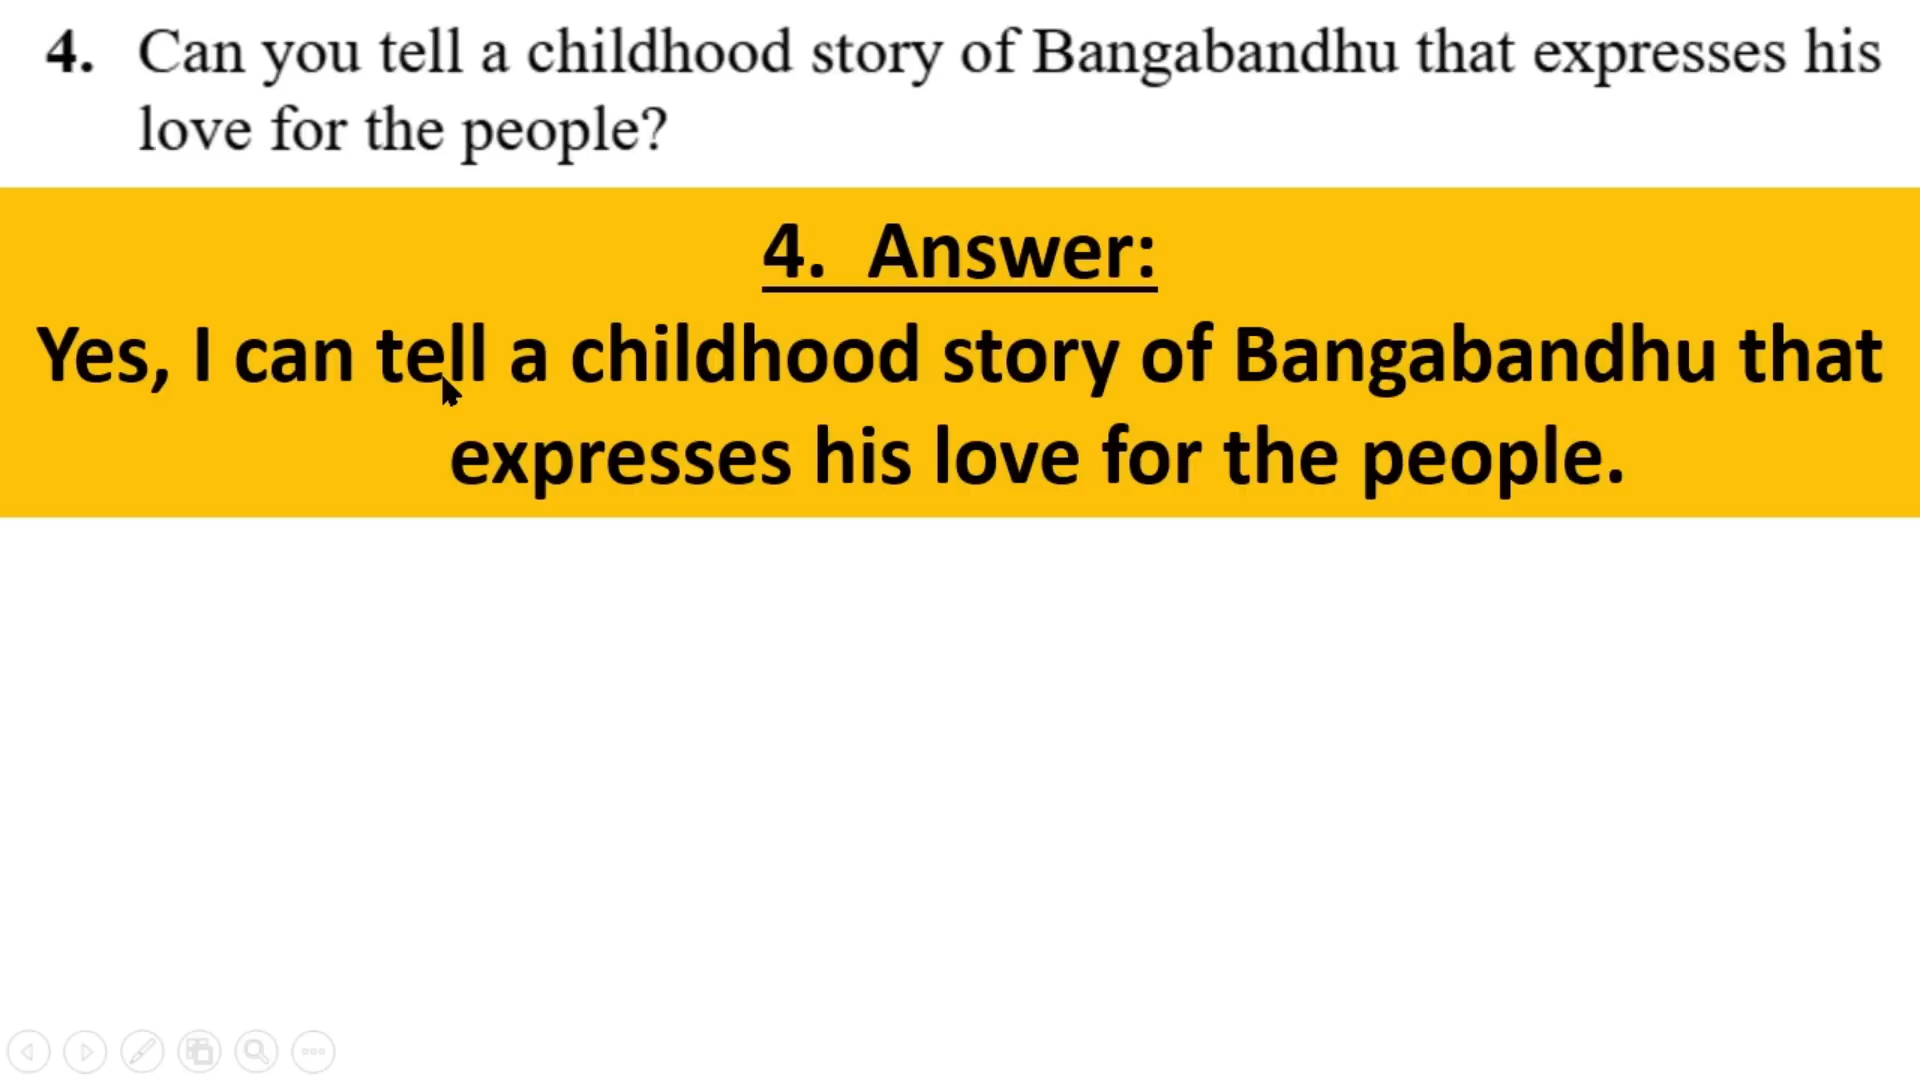 4. Can you tell a childhood story of Bangabandhu that expresses his
love for the people?
4. Answer:
Yes, I can tell a childhood story of Bangabandhu that
expresses his love for the people.